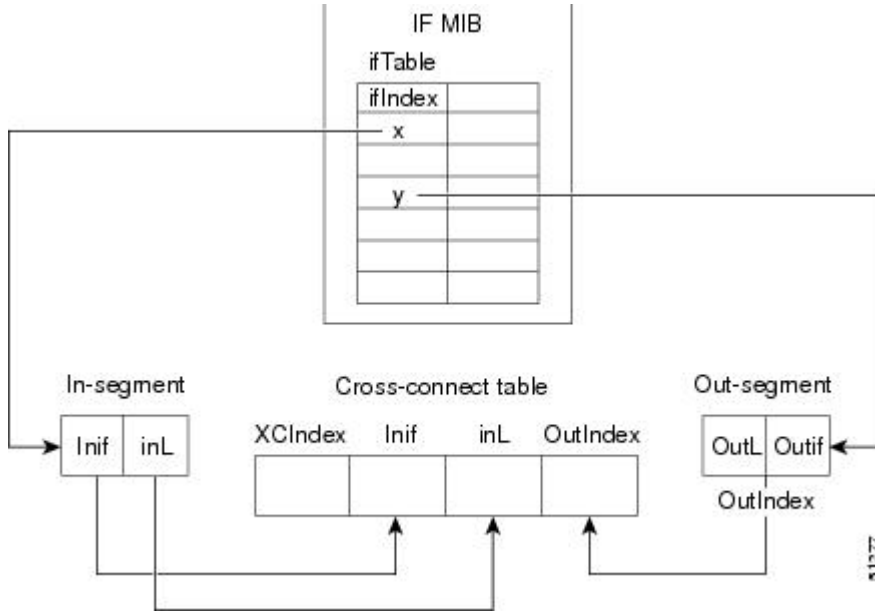 IF MIB
ifTable
ifIndex
x
y
In-segment
Cross-connect table
Out-segment
XCIndex Inif inL OutIndex
Inif inL
OutL Outif
OutIndex